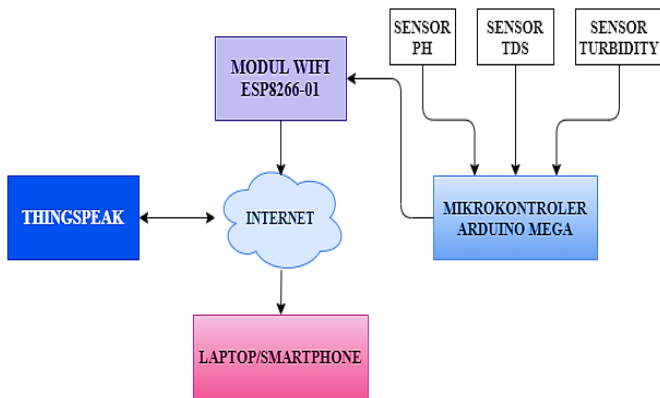 SENSOR
PH
SENSOR
TDS
SENSOR
TURBIDITY
MODUL WIFI
ESP8266-01
THINGSPEAK
INTERNET
MIKROKONTROLER
ARDUINO MEGA
LAPTOP/SMARTPHONE